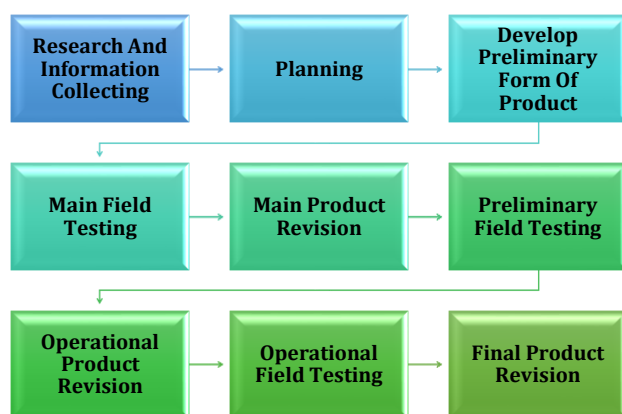 Research And
Information
Collecting
Planning
Develop
Preliminary
Form Of
Product
Main Field
Testing
Main Product
Revision
Preliminary
Field Testing
Operational
Product
Revision
Operational
Field Testing
Final Product
Revision